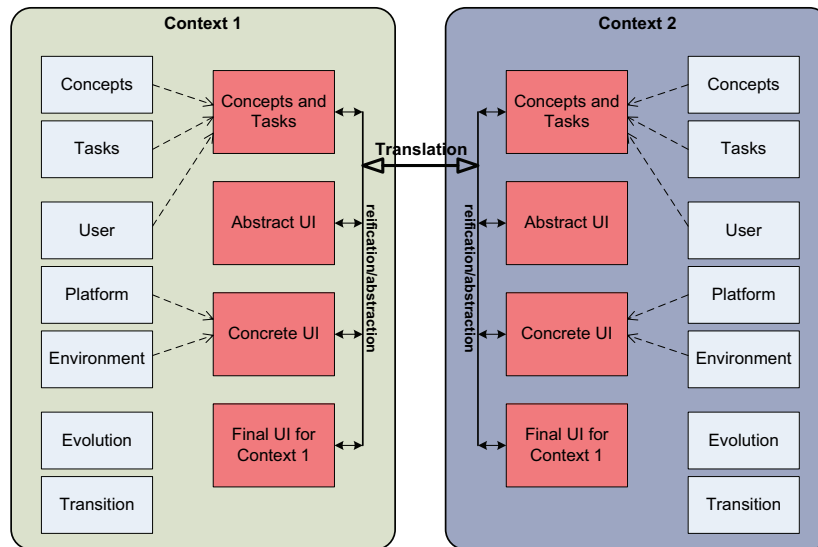 Context 1
Concepts
Tasks
User
Platform
Environment
Evolution
Transition
Concepts and
Tasks
Abstract UI
Concrete UI
Final UI for
Context 1
reification/abstraction
Translation
Context 2
reification/abstraction
Concepts and
Tasks
Abstract UI
Concrete UI
Final UI for
Context 1
Concepts
Tasks
User
Platform
Environment
Evolution
Transition